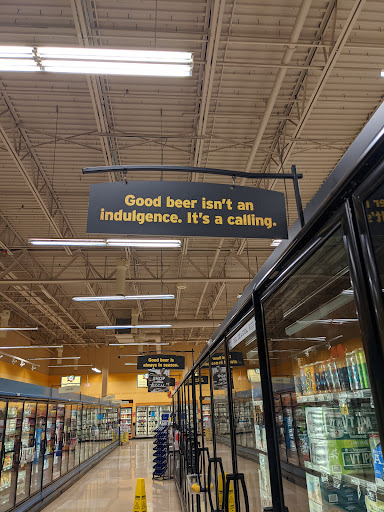 Good beer isn't an
indulgence. It's a calling.
Good beer is
always in season.